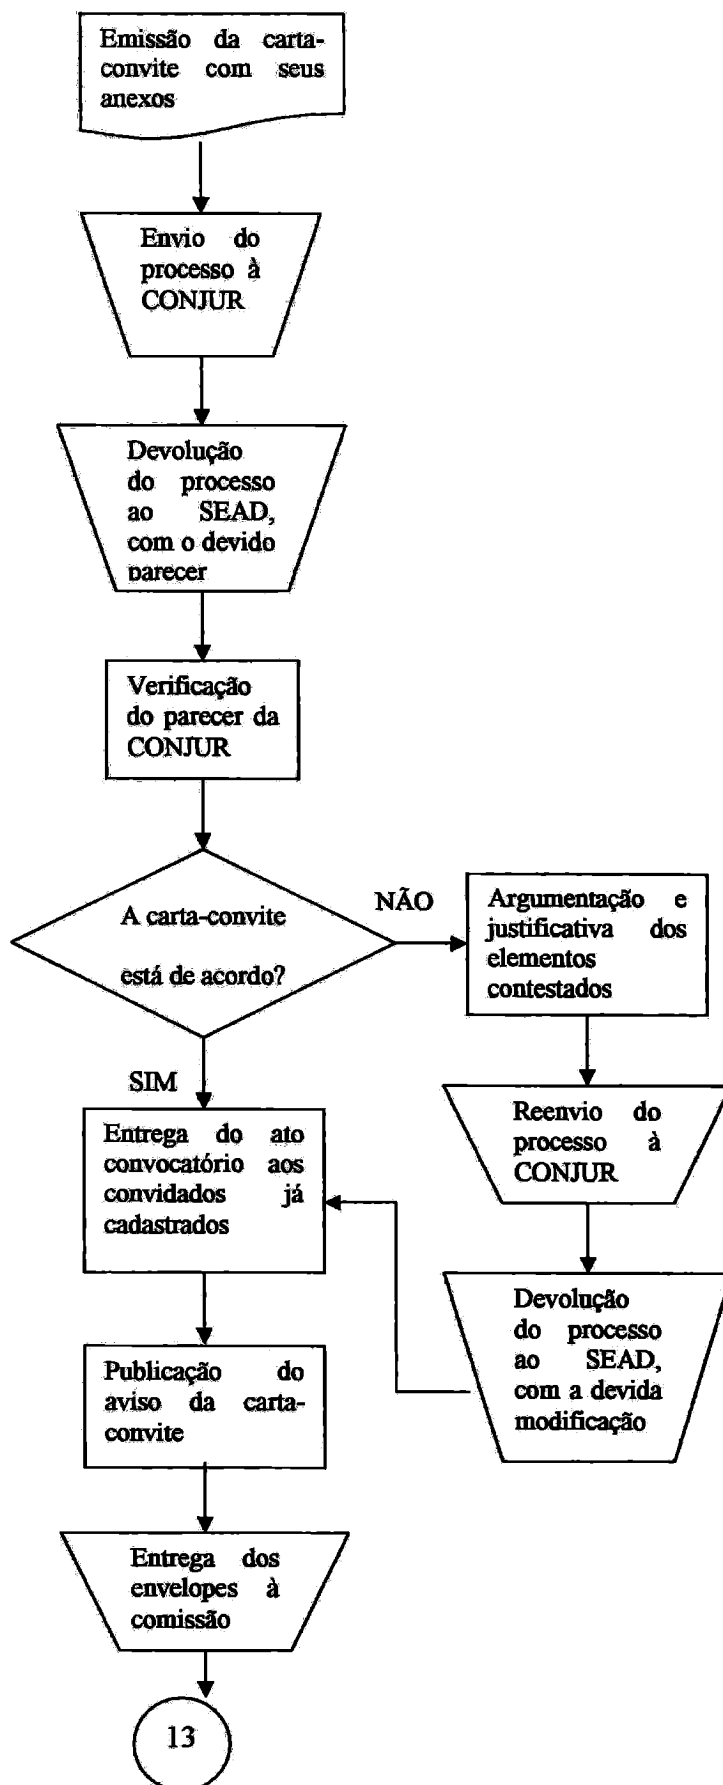 Emissão da carta-
convite com seus
anexos
Envio do
processo à
CONJUR
Devolução
do processo
ao SEAD,
com o devido
parecer
Verificação
do parecer da
CONJUR
A carta-convite
está de acordo?
NÃO
Argumentação e
justificativa dos
elementos
contestados
Reenvio do
processo à
CONJUR
Devolução
do processo
ao SEAD,
com a devida
modificação
SIM
Entrega do ato
convocatório aos
convidados já
cadastrados
Publicação do
aviso da carta-
convite
Entrega dos
envelopes à
comissão
13